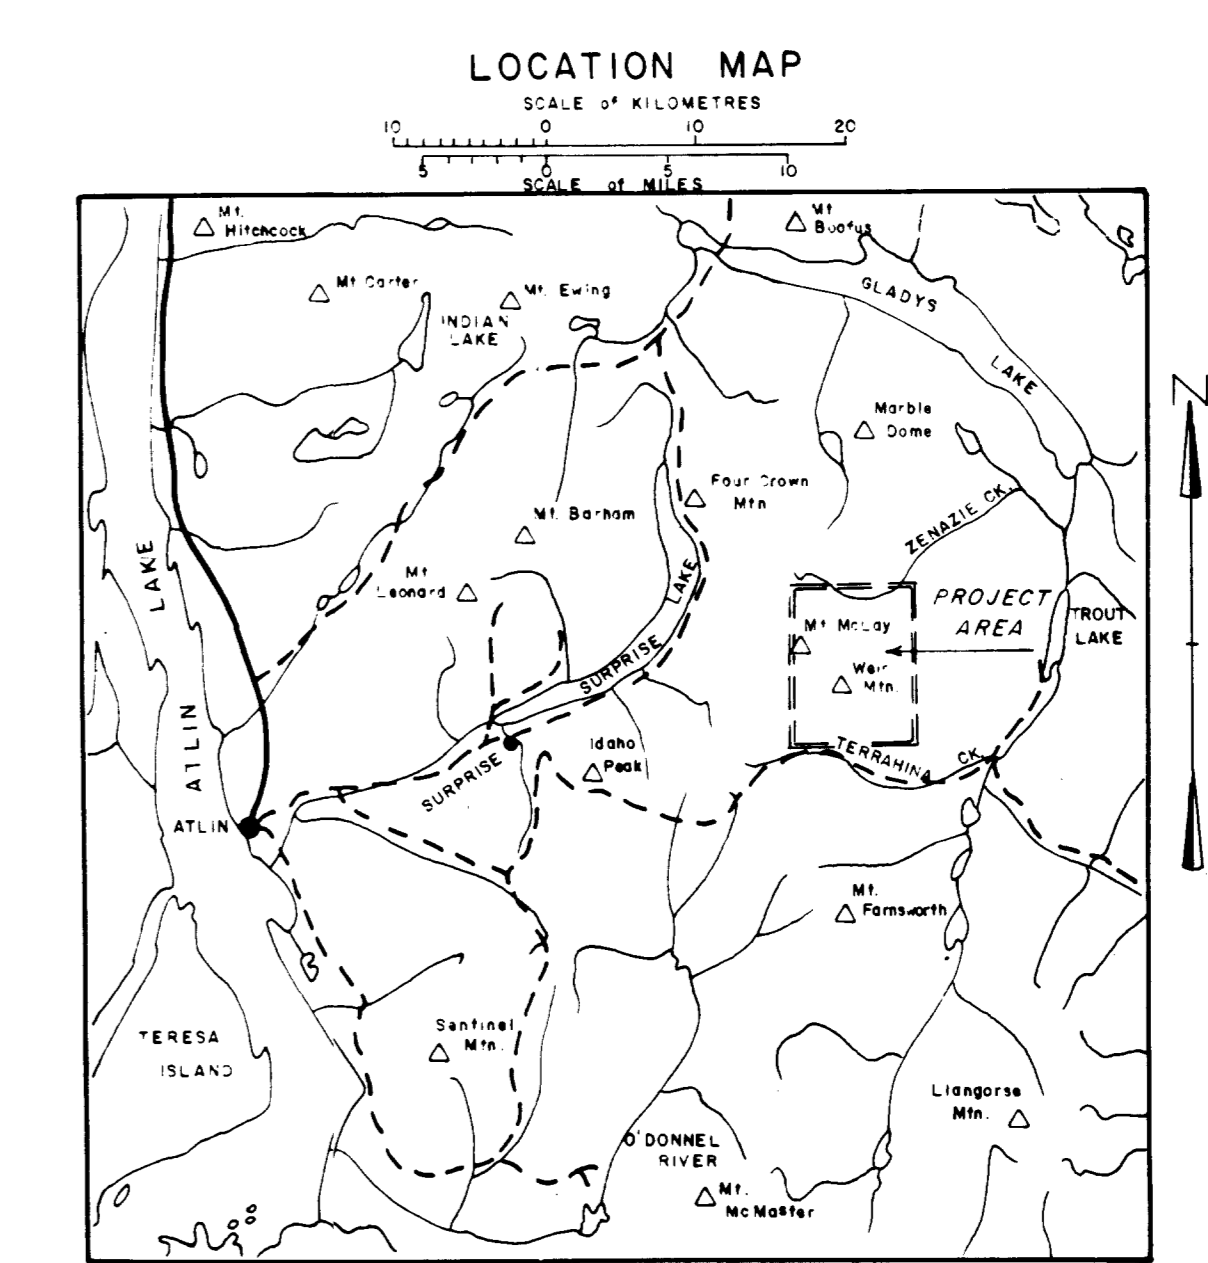 LOCATION MAP
SCALE of KILOMETRES
10 0 10 20
5 0 5 10
SCALE of MILES
Mt.
Hitchcock
Mt
Mt Carter
Mt. Ewing
INDIAN
LAKE
GLADYS
LAKE
N
Marble
Dome
Four Crown
Mtn
Mt. Barham
ZENAZIE CK.
LAKE
Mt
Leonard
LAKE
PROJECT
AREA
TROUT
LAKE
Mt McLay
SURPRISE
Weir
Mtn.
ATLIN
Idaho
Peak
TERRAHINA CK.
SURPRISE
ATLIN
Mt.
Farnsworth
TERESA
ISLAND
Sentinel
Mtn.
Llangorse
Mtn.
O'DONNEL
RIVER
Mt.
McMaster